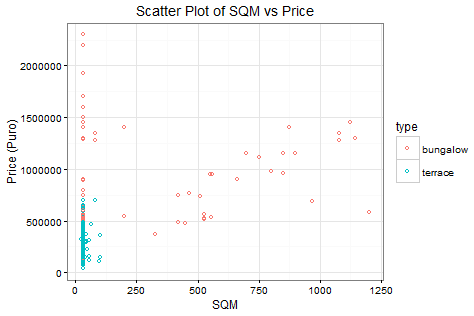 Scatter Plot of SQM vs Price
Price (Puro)
2000000
1500000
1000000
500000
0
0 250 500 750 1000 1250
SQM
type
bungalow
terrace